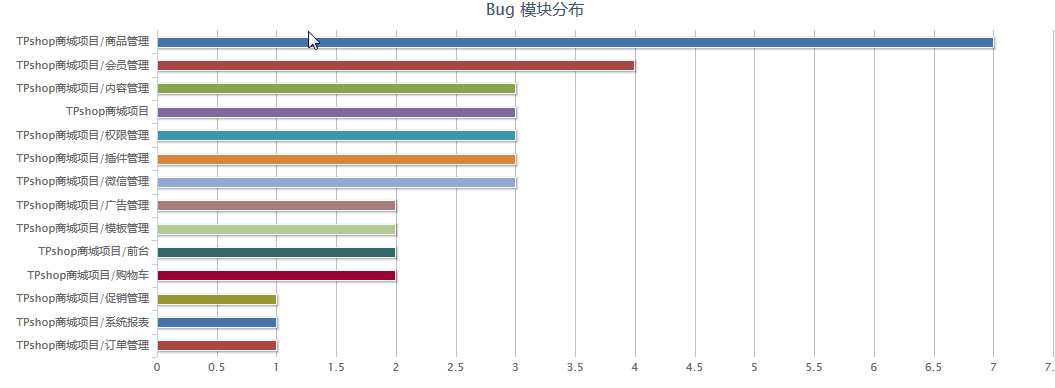 Bug 模块分布
TPshop商城项目/商品管理
TPshop商城项目/会员管理
TPshop商城项目/内容管理
TPshop商城项目
TPshop商城项目/权限管理
TPshop商城项目/插件管理
TPshop商城项目/微信管理
TPshop商城项目/广告管理
TPshop商城项目/模板管理
TPshop商城项目/前台
TPshop商城项目/购物车
TPshop商城项目/促销管理
TPshop商城项目/系统报表
TPshop商城项目/订单管理
0 0.5 1 1.5 2 2.5 3 3.5 4 4.5 5 5.5 6 6.5 7 7.